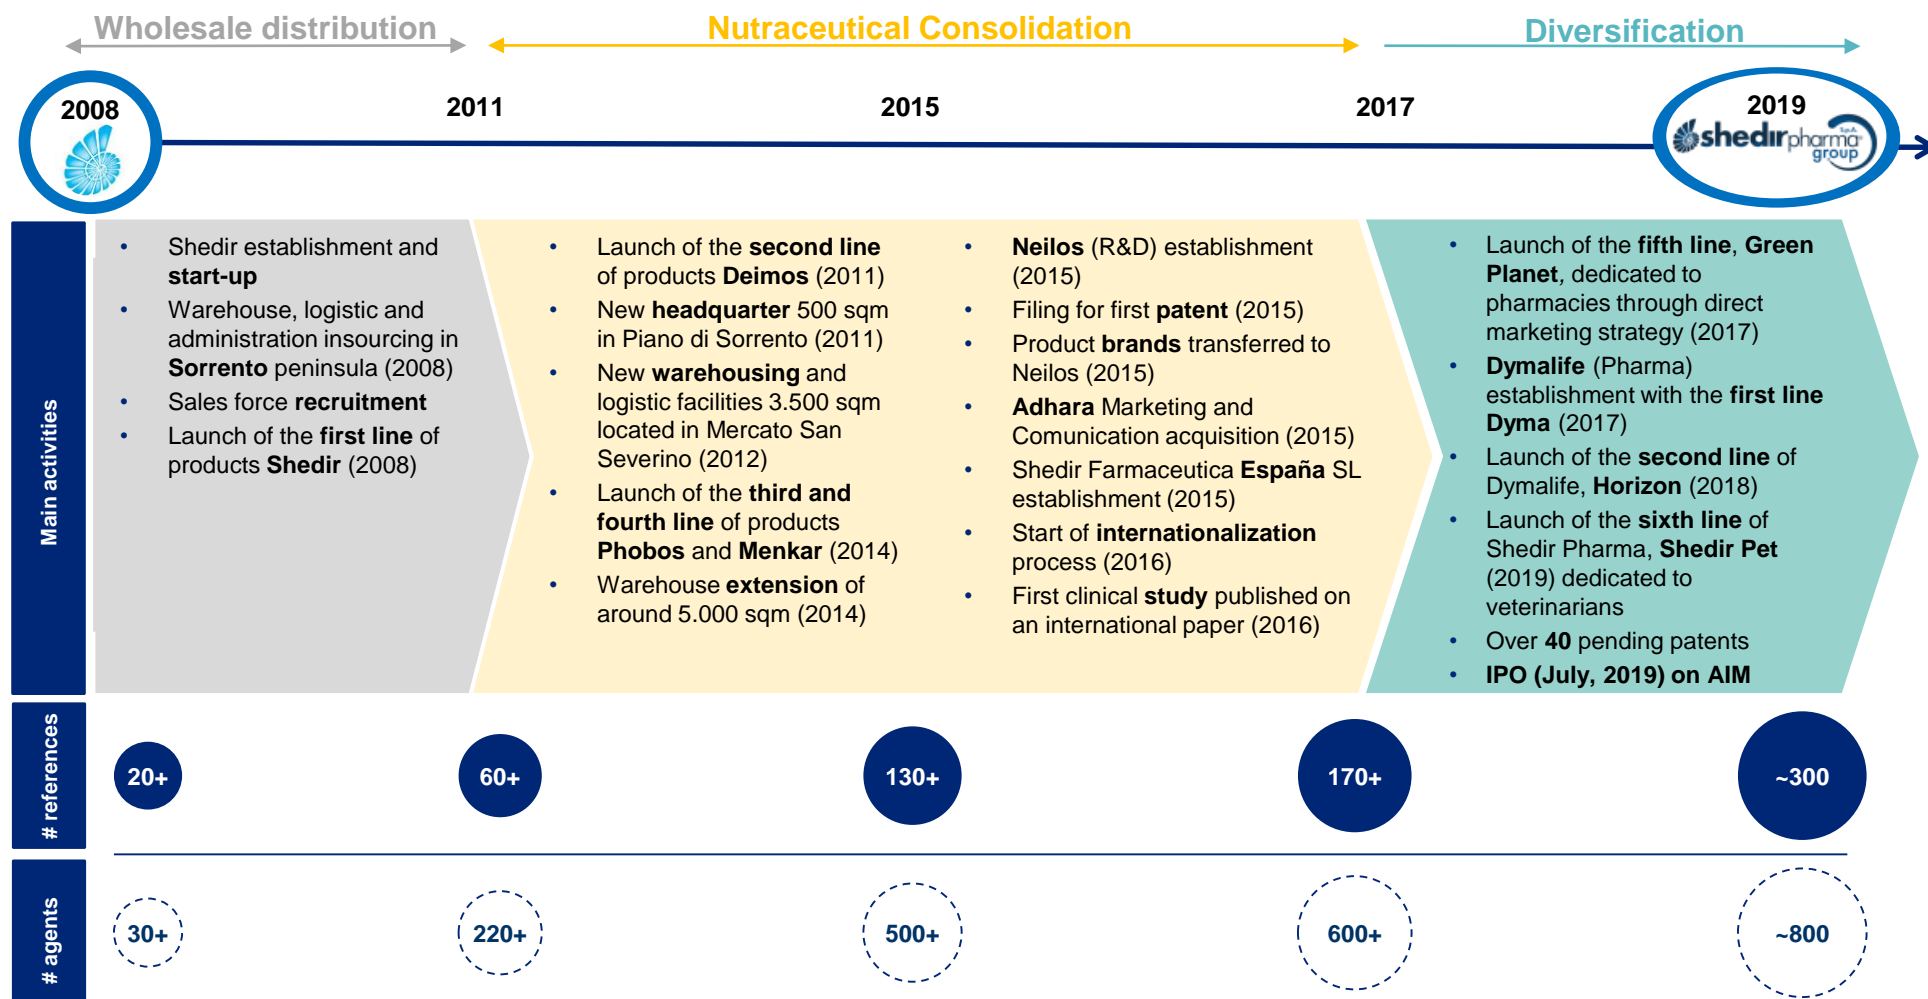 Wholesale distribution
Nutraceutical Consolidation
Diversification
2008
2011
2015
2017
2019
shedirpharma
S.p.A.
group
Main activities
• Shedir establishment and
start-up
• Warehouse, logistic and
administration insourcing in
Sorrento peninsula (2008)
• Sales force recruitment
• Launch of the first line of
products Shedir (2008)
• Launch of the second line
of products Deimos (2011)
• New headquarter 500 sqm
in Piano di Sorrento (2011)
• New warehousing and
logistic facilities 3.500 sqm
located in Mercato San
Severino (2012)
• Launch of the third and
fourth line of products
Phobos and Menkar (2014)
• Warehouse extension of
around 5.000 sqm (2014)
• Neilos (R&D) establishment
(2015)
• Filing for first patent (2015)
• Product brands transferred to
Neilos (2015)
• Adhara Marketing and
Comunication acquisition (2015)
• Shedir Farmaceutica España SL
establishment (2015)
• Start of internationalization
process (2016)
• First clinical study published on
an international paper (2016)
• Launch of the fifth line, Green
Planet, dedicated to
pharmacies through direct
marketing strategy (2017)
• Dymalife (Pharma)
establishment with the first line
Dyma (2017)
• Launch of the second line of
Dymalife, Horizon (2018)
• Launch of the sixth line of
Shedir Pharma, Shedir Pet
(2019) dedicated to
veterinarians
• Over 40 pending patents
• IPO (July, 2019) on AIM
# references
20+
60+
130+
170+
~300
# agents
30+
220+
500+
600+
~800